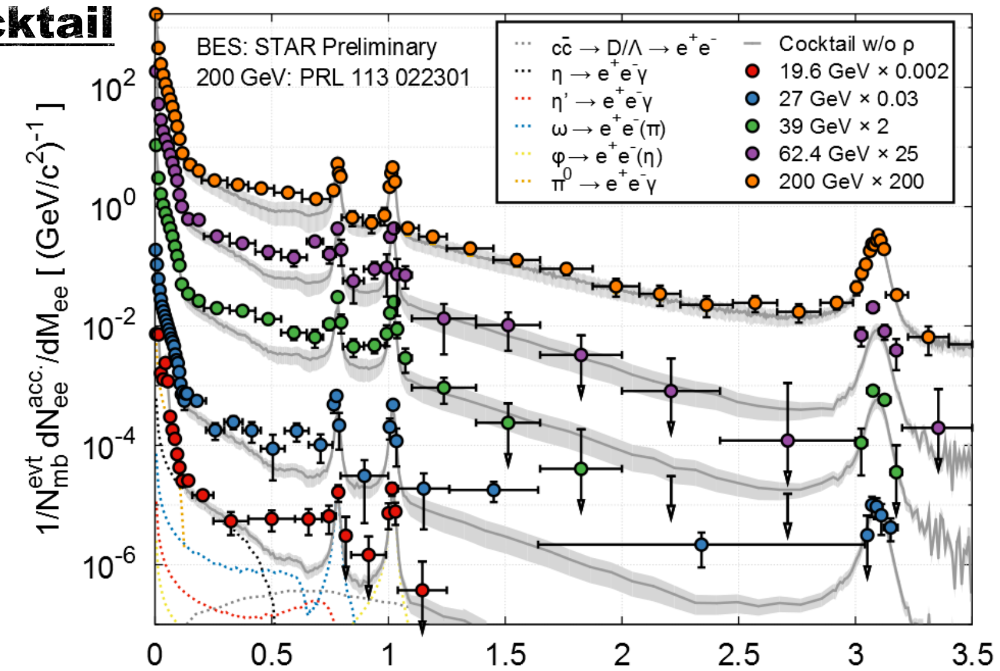 cktail
BES: STAR Preliminary
200 GeV: PRL 113 022301
cc̄ → D/Λ → e⁺e⁻
η → e⁺e⁻γ
η’ → e⁺e⁻γ
ω → e⁺e⁻(π)
φ → e⁺e⁻(η)
π⁰ → e⁺e⁻γ
Cocktail w/o ρ
19.6 GeV × 0.002
27 GeV × 0.03
39 GeV × 2
62.4 GeV × 25
200 GeV × 200
1/N_mb^evt dN_ee^acc./dM_ee [ (GeV/c²)⁻¹ ]
10²
10⁰
10⁻²
10⁻⁴
10⁻⁶
0 0.5 1 1.5 2 2.5 3 3.5